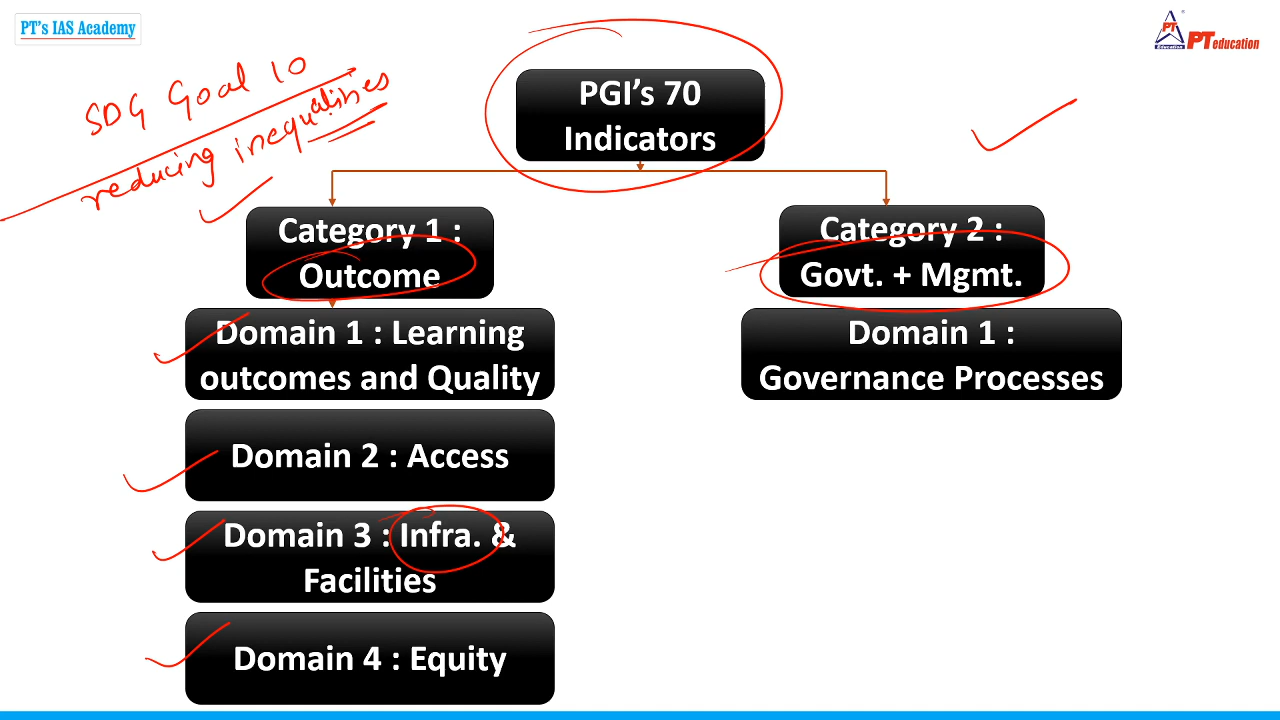 PT's IAS Academy
PT
Education
PT education
SDG Goal 10
reducing inequalities
PGI's 70
Indicators
Category 1 :
Outcome
Domain 1 : Learning
outcomes and Quality
Domain 2 : Access
Domain 3 : Infra. &
Facilities
Domain 4 : Equity
Category 2 :
Govt. + Mgmt.
Domain 1 :
Governance Processes